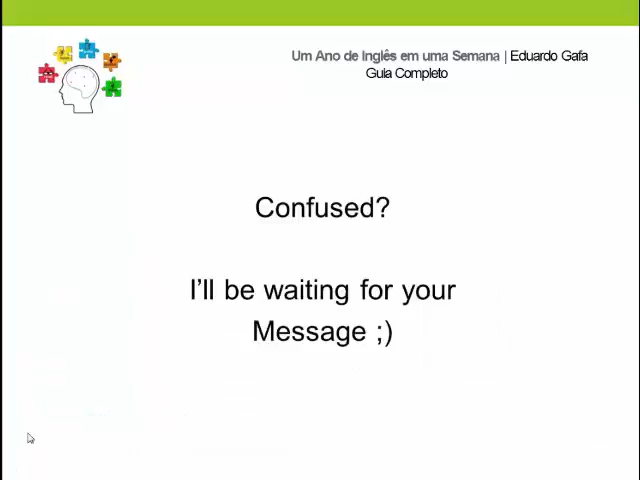 Um Ano de Inglês em uma Semana | Eduardo Gafa
Guia Completo
Confused?
I'll be waiting for your
Message ;)